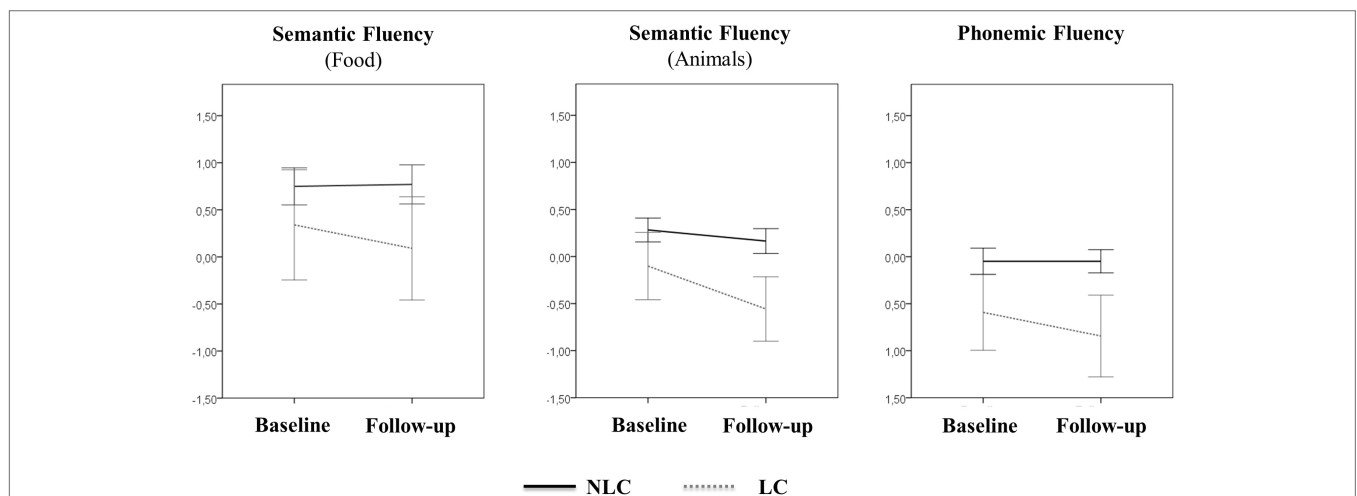 Semantic Fluency
(Food)
1,50
1,00
0,50
0,00
-0,50
-1,00
-1,50
Baseline Follow-up
Semantic Fluency
(Animals)
1,50
1,00
0,50
0,00
-0,50
-1,00
-1,50
Baseline Follow-up
Phonemic Fluency
1,50
1,00
0,50
0,00
0,50
1,00
1,50
Baseline Follow-up
NLC LC